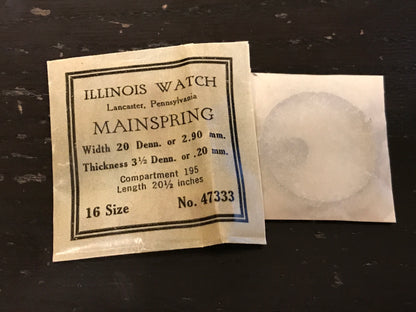 ILLINOIS WATCH
Lancaster, Pennsylvania
MAINSPRING
Width 20 Denn. or 2.90 mm.
Thickness 3½ Denn. or .20 mm.
Compartment 195
Length 20½ inches
16 Size No. 47333